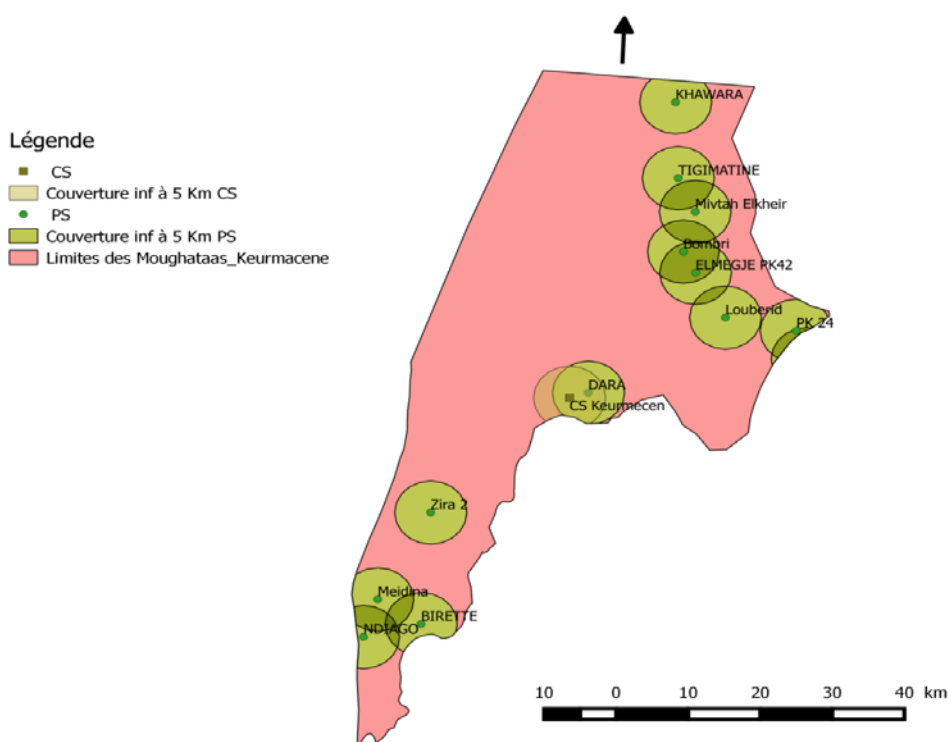 Légende
CS
Couverture inf à 5 Km CS
PS
Couverture inf à 5 Km PS
Limites des Moughataas_Keurmacene
KHAWARA
TIGIMATINE
Mivtah Elkheir
Bombri
ELMEGJE PK42
Louberid
PK 24
DARA
CS Keurmecen
Zira 2
Meidina
BIRETTE
NDIAGO
10 0 10 20 30 40 km